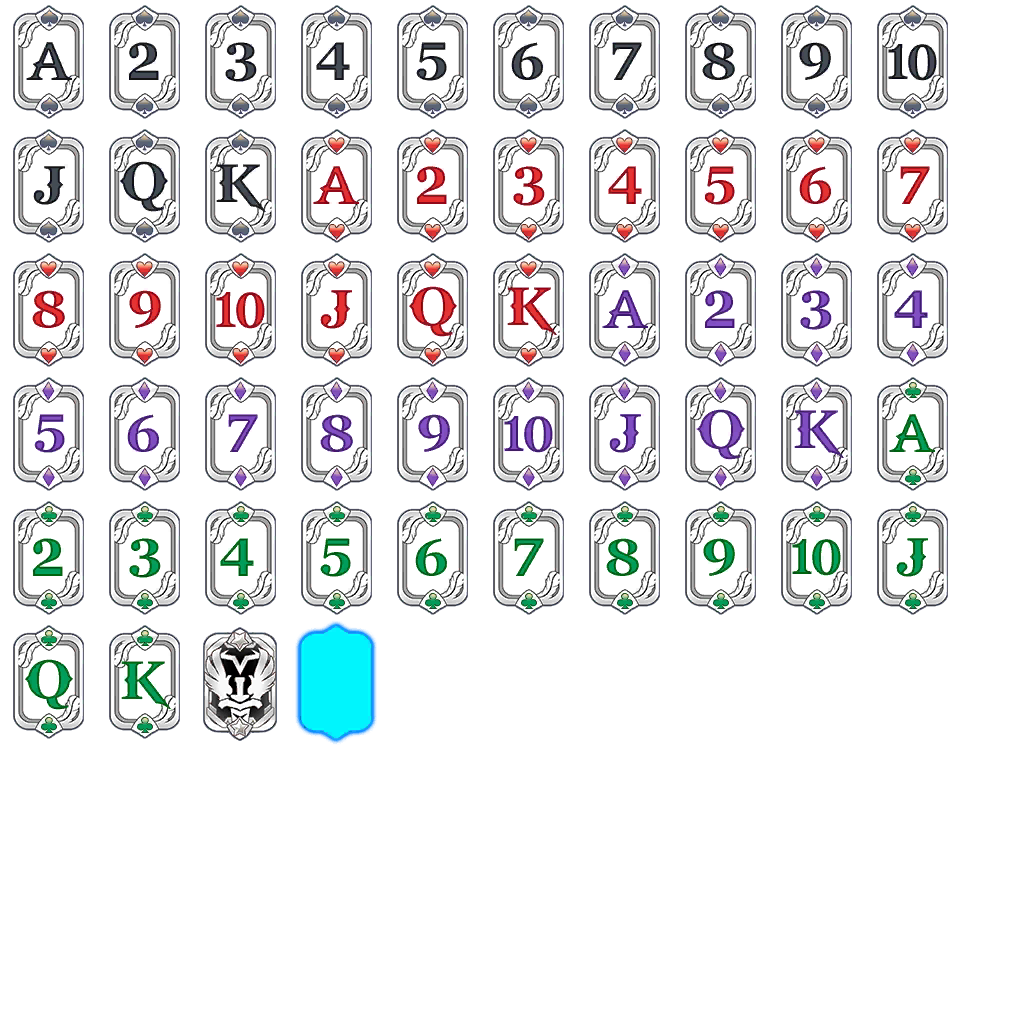 A 2 3 4 5 6 7 8 9 10
J Q K A 2 3 4 5 6 7
8 9 10 J Q K A 2 3 4
5 6 7 8 9 10 J Q K A
2 3 4 5 6 7 8 9 10 J
Q K